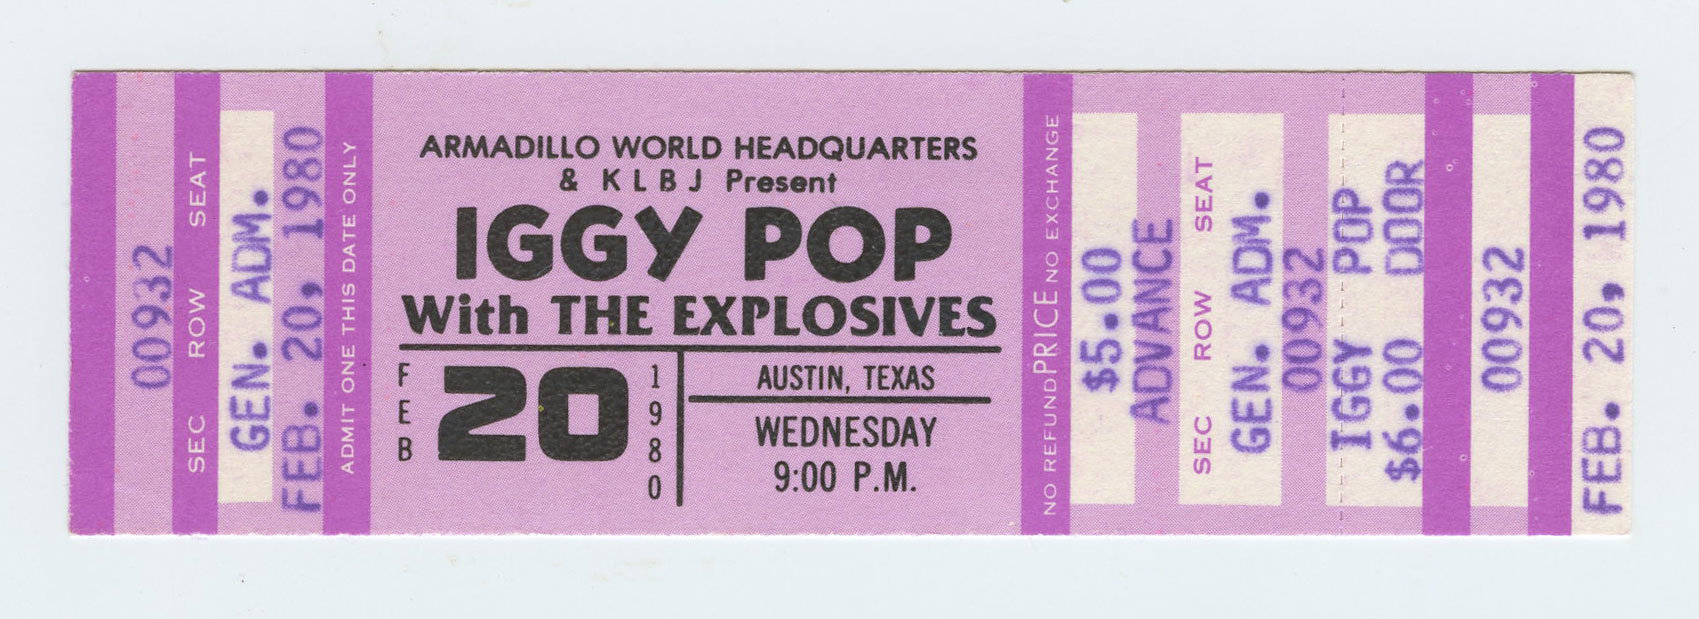 00932
SEC ROW SEAT
GEN. ADM.
FEB. 20, 1980
ADMIT ONE THIS DATE ONLY
ARMADILLO WORLD HEADQUARTERS
& K L B J Present
IGGY POP
With THE EXPLOSIVES
FEB 20 1980
AUSTIN, TEXAS
WEDNESDAY
9:00 P.M.
NO REFUND PRICE NO EXCHANGE
$5.00
ADVANCE
SEC ROW SEAT
GEN. ADM.
00932
IGGY POP
$6.00 DOOR
00932
FEB. 20, 1980